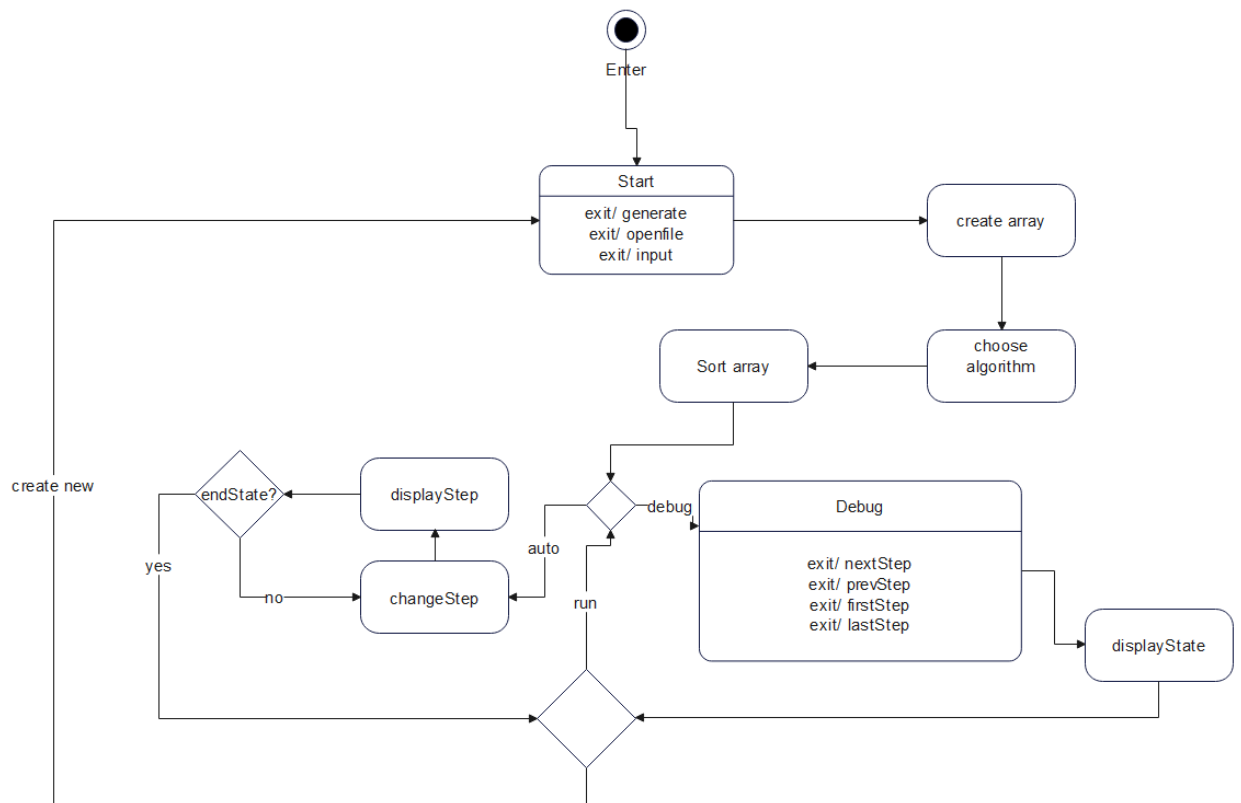 Enter
Start
exit/ generate
exit/ openfile
exit/ input
create array
choose
algorithm
Sort array
create new
endState?
displayStep
debug
Debug
auto
yes
no
changeStep
run
exit/ nextStep
exit/ prevStep
exit/ firstStep
exit/ lastStep
displayState